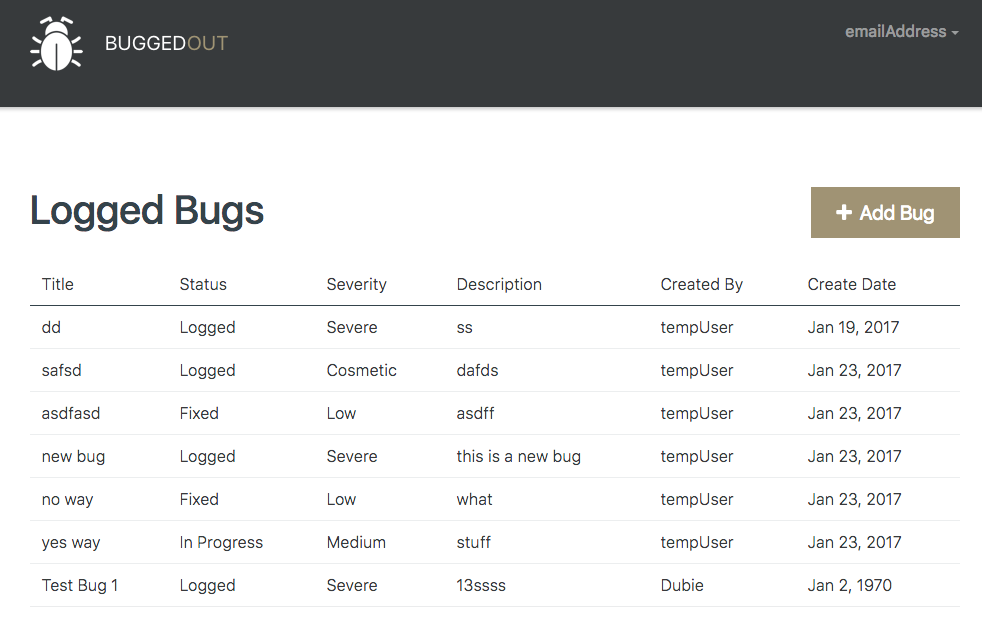 BUGGEDOUT
emailAddress
Logged Bugs
+ Add Bug
Title Status Severity Description Created By Create Date
dd Logged Severe ss tempUser Jan 19, 2017
safsd Logged Cosmetic dafds tempUser Jan 23, 2017
asdfasd Fixed Low asdff tempUser Jan 23, 2017
new bug Logged Severe this is a new bug tempUser Jan 23, 2017
no way Fixed Low what tempUser Jan 23, 2017
yes way In Progress Medium stuff tempUser Jan 23, 2017
Test Bug 1 Logged Severe 13ssss Dubie Jan 2, 1970